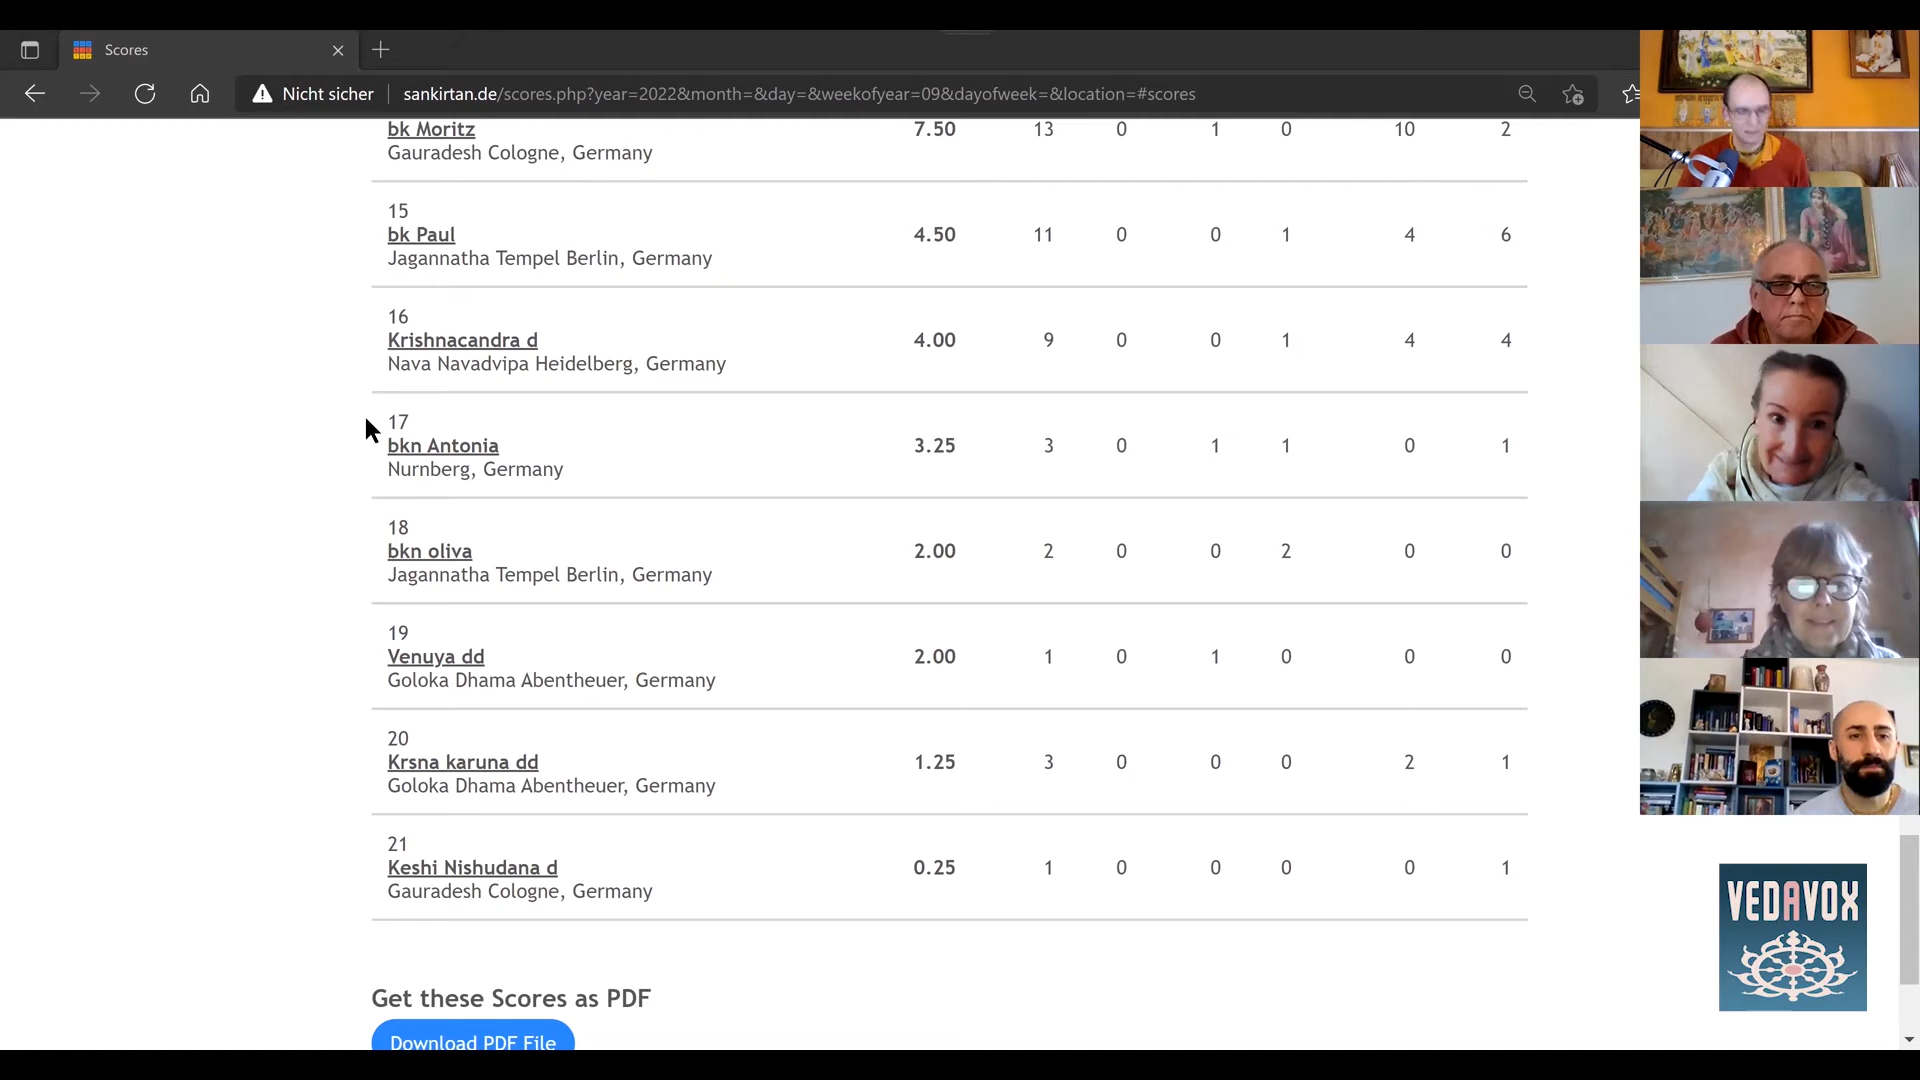 Scores
Nicht sicher
sankirtan.de/scores.php?year=2022&month=&day=&weekofyear=09&dayofweek=&location=#scores
bk Moritz 7.50 13 0 1 0 10 2
Gauradesh Cologne, Germany
15
bk Paul 4.50 11 0 0 1 4 6
Jagannatha Tempel Berlin, Germany
16
Krishnacandra d 4.00 9 0 0 1 4 4
Nava Navadvipa Heidelberg, Germany
17
bkn Antonia 3.25 3 0 1 1 0 1
Nurnberg, Germany
18
bkn oliva 2.00 2 0 0 2 0 0
Jagannatha Tempel Berlin, Germany
19
Venuya dd 2.00 1 0 1 0 0 0
Goloka Dhama Abentheuer, Germany
20
Krsna karuna dd 1.25 3 0 0 0 2 1
Goloka Dhama Abentheuer, Germany
21
Keshi Nishudana d 0.25 1 0 0 0 0 1
Gauradesh Cologne, Germany
Get these Scores as PDF
Download PDF File
VEDAVOX